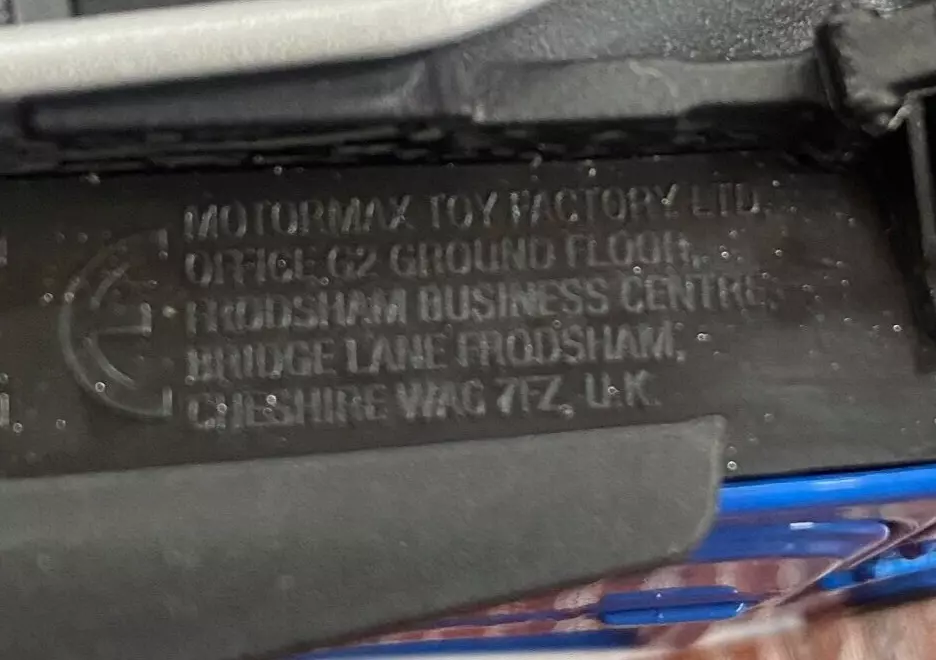 MOTORMAX TOY FACTORY LTD.
OFFICE G2 GROUND FLOOR,
FRODSHAM BUSINESS CENTRE,
BRIDGE LANE FRODSHAM,
CHESHIRE WA6 7FZ, U.K.